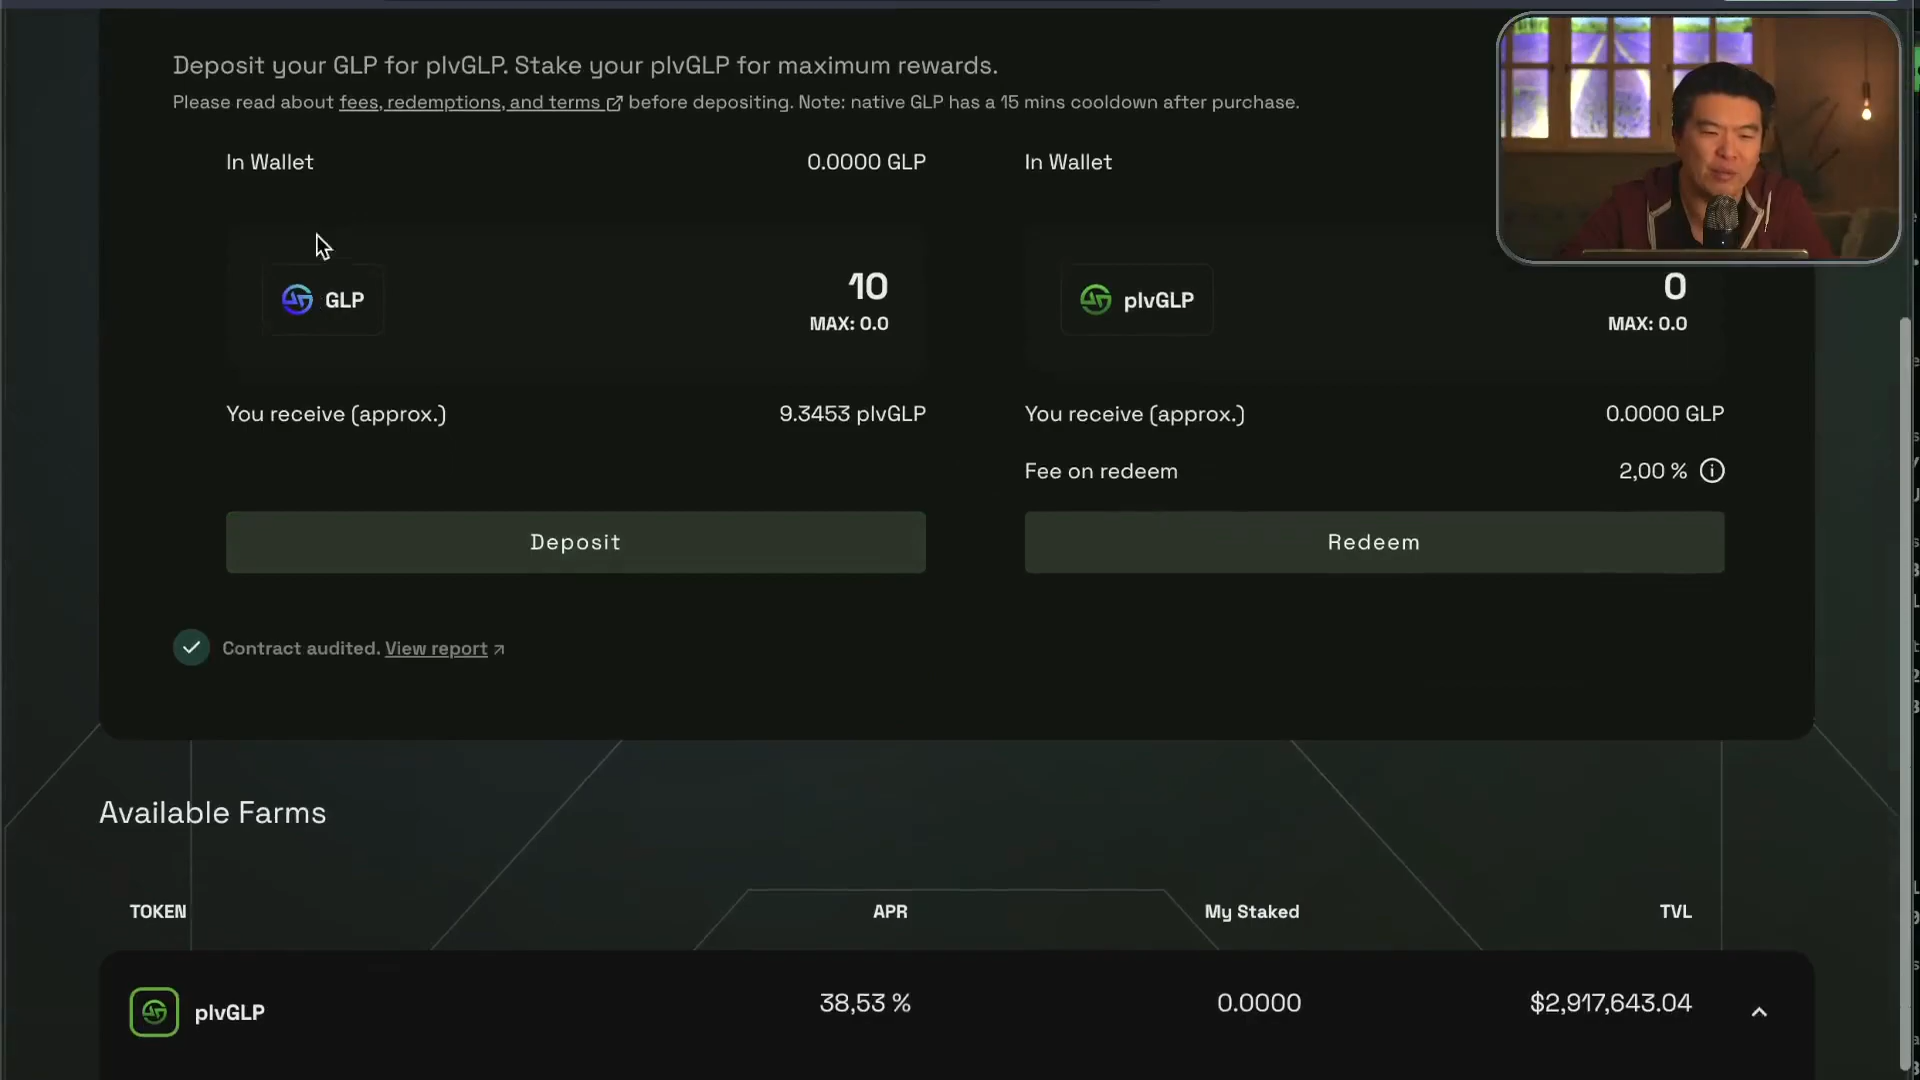 Deposit your GLP for plvGLP. Stake your plvGLP for maximum rewards.
Please read about fees, redemptions, and terms before depositing. Note: native GLP has a 15 mins cooldown after purchase.
In Wallet 0.0000 GLP In Wallet
GLP 10 plvGLP 0
MAX: 0.0 MAX: 0.0
You receive (approx.) 9.3453 plvGLP You receive (approx.) 0.0000 GLP
Fee on redeem 2,00 %
Deposit Redeem
Contract audited. View report
Available Farms
TOKEN APR My Staked TVL
plvGLP 38,53 % 0.0000 $2,917,643.04